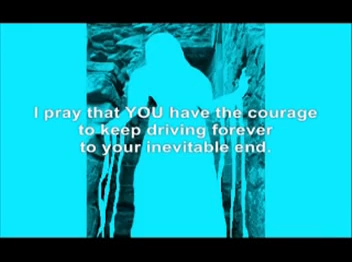 I pray that YOU have the courage
to keep driving forever
to your inevitable end.